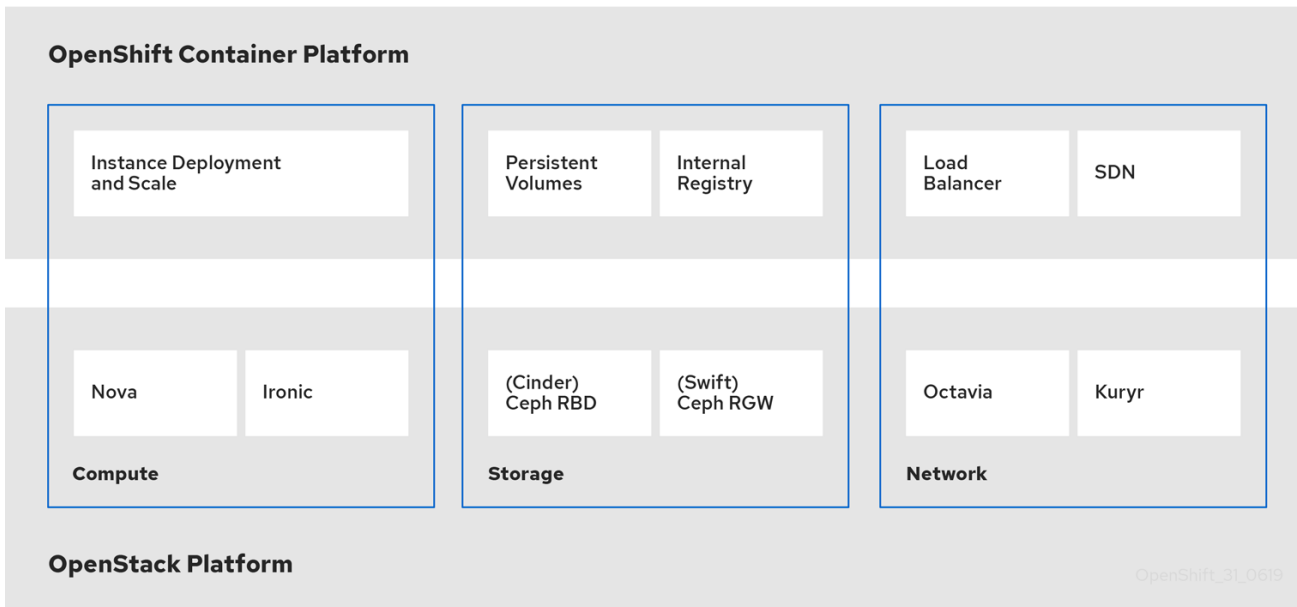 OpenShift Container Platform
Instance Deployment
and Scale
Persistent
Volumes
Internal
Registry
Load
Balancer
SDN
Nova
Ironic
(Cinder)
Ceph RBD
(Swift)
Ceph RGW
Octavia
Kuryr
Compute
Storage
Network
OpenStack Platform
OpenShift_31_0619